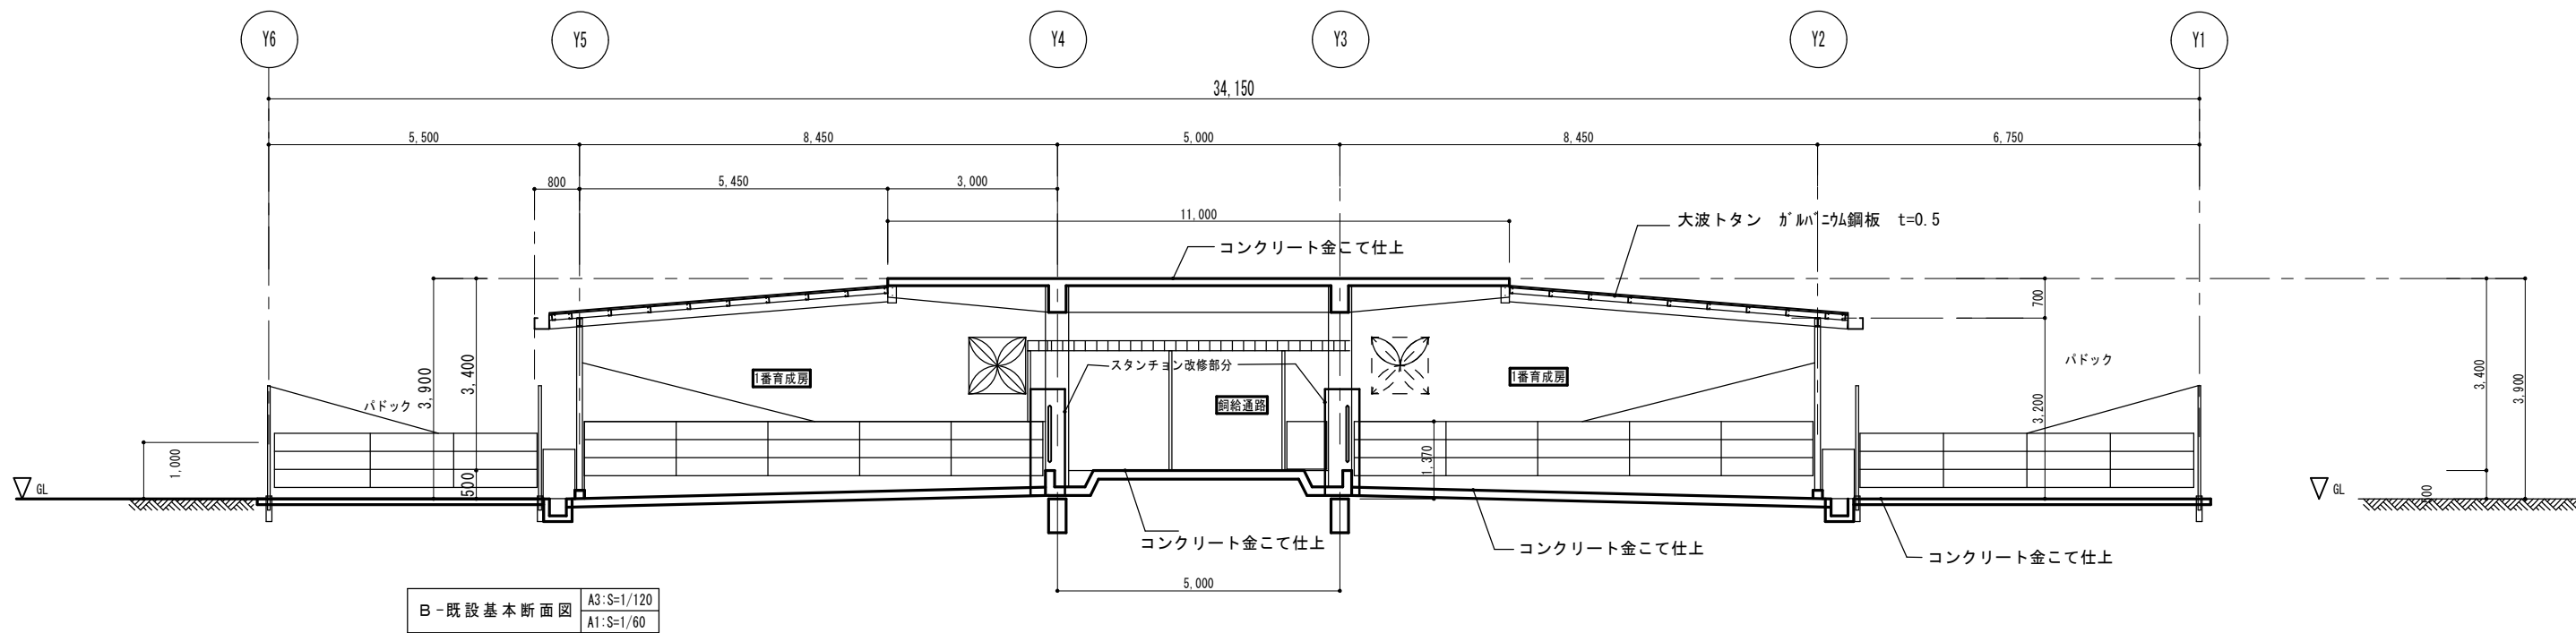 Y6
Y5
Y4
Y3
Y2
Y1
34,150
5,500
8,450
5,000
8,450
6,750
800
5,450
3,000
11,000
大波トタン ガルバニウム鋼板 t=0.5
コンクリート金こて仕上
700
3,900
3,400
スタンチョン改修部分
1番育成房
1番育成房
パドック
パドック
飼給通路
3,400
3,900
3,200
1,000
1,370
500
GL
GL
コンクリート金こて仕上
コンクリート金こて仕上
コンクリート金こて仕上
5,000
B-既設基本断面図
A3:S=1/120
A1:S=1/60